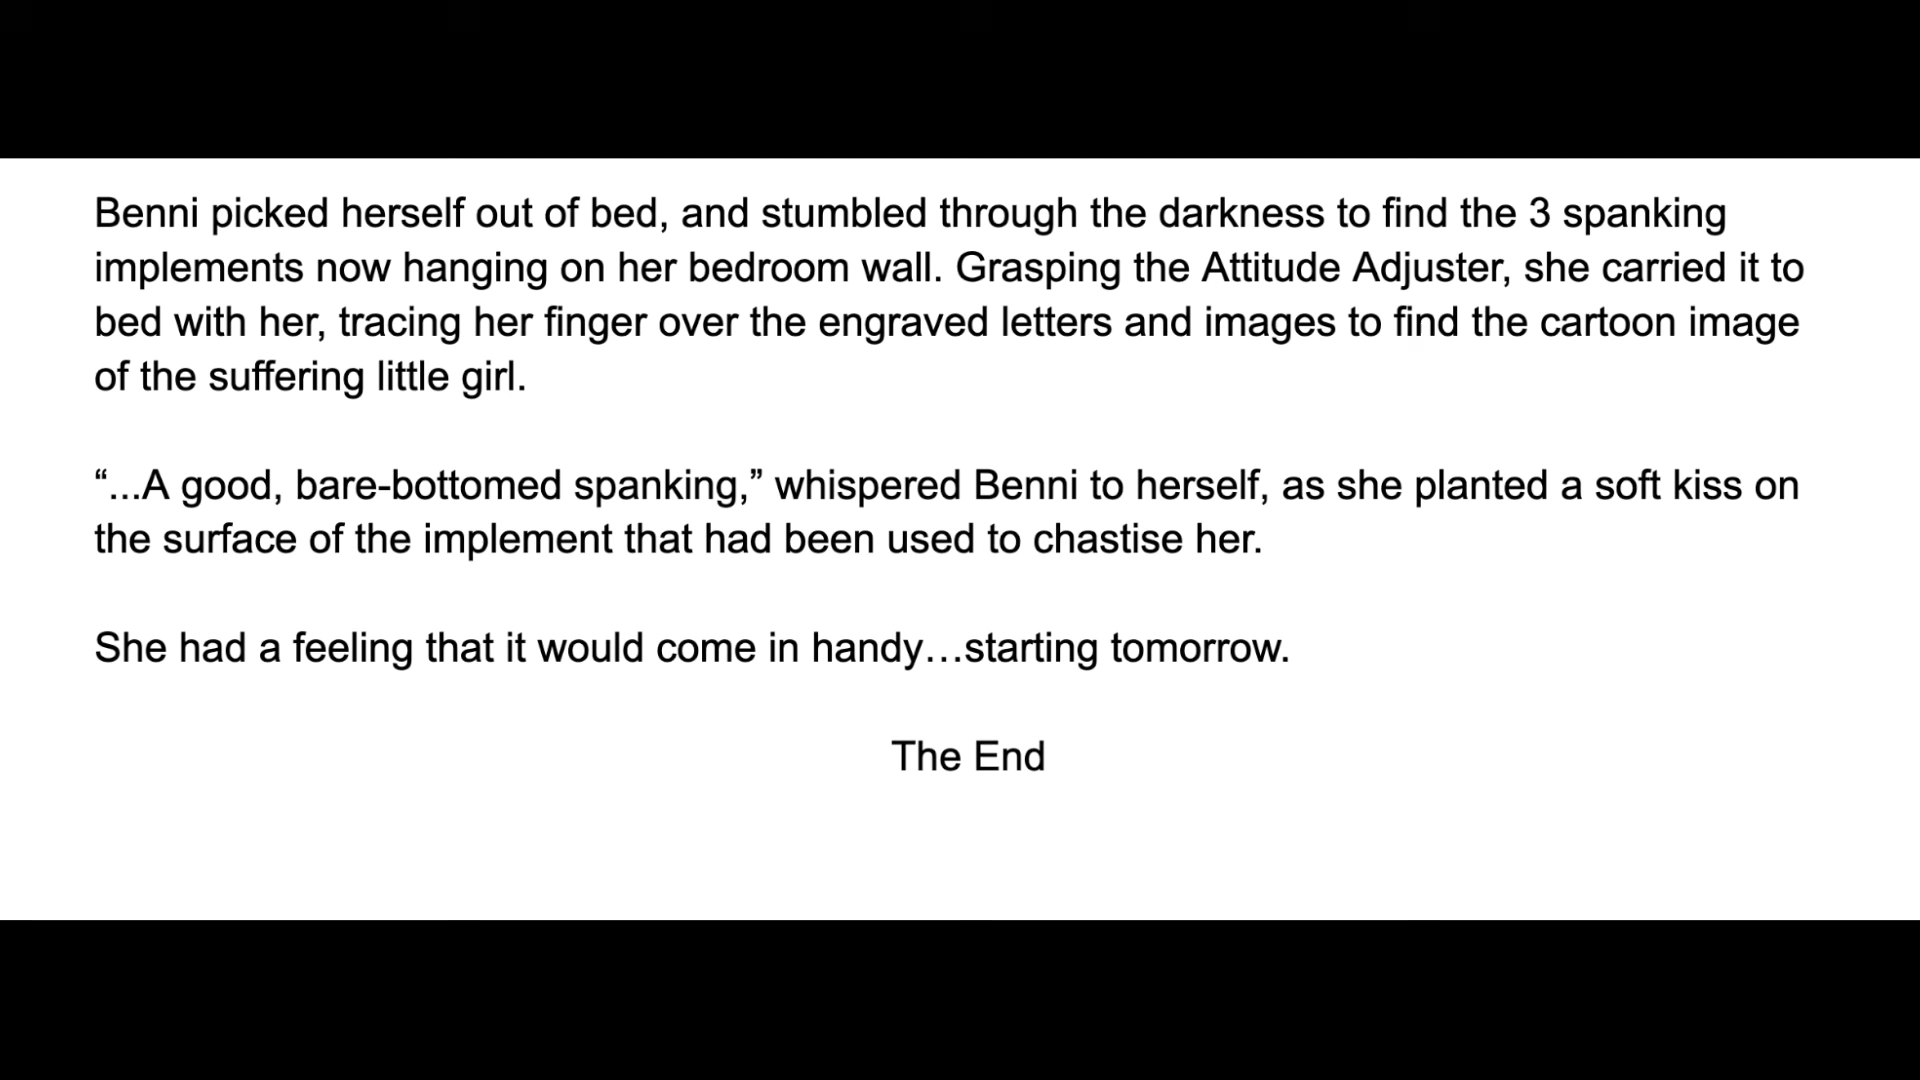 Benni picked herself out of bed, and stumbled through the darkness to find the 3 spanking
implements now hanging on her bedroom wall. Grasping the Attitude Adjuster, she carried it to
bed with her, tracing her finger over the engraved letters and images to find the cartoon image
of the suffering little girl.
“...A good, bare-bottomed spanking,” whispered Benni to herself, as she planted a soft kiss on
the surface of the implement that had been used to chastise her.
She had a feeling that it would come in handy…starting tomorrow.
The End